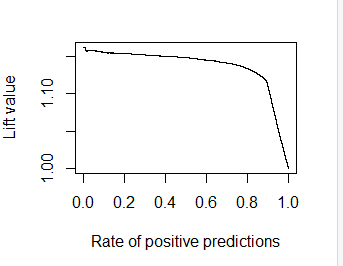 Lift value
1.10
1.00
0.0 0.2 0.4 0.6 0.8 1.0
Rate of positive predictions